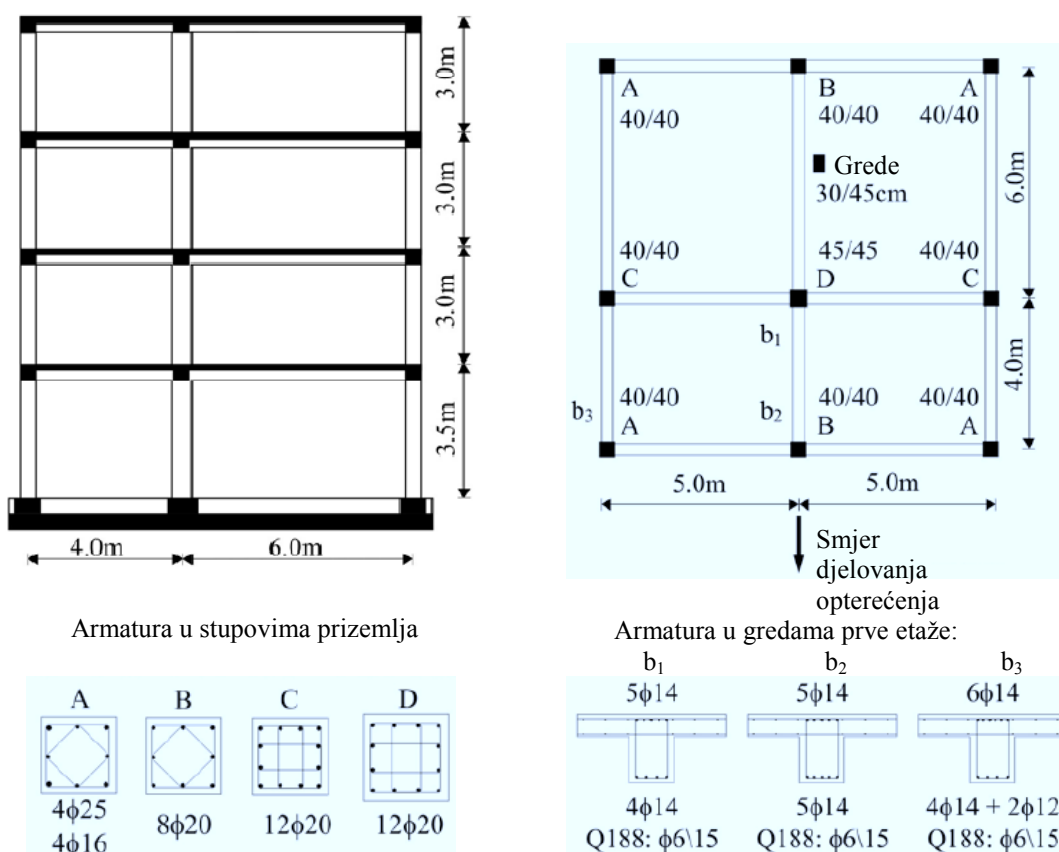 3.0m
3.0m
3.0m
3.5m
4.0m 6.0m
A B A
40/40 40/40 40/40
Grede
30/45cm
6.0m
40/40 45/45 40/40
C D C
b1
4.0m
40/40 40/40 40/40
b3 A b2 B A
5.0m 5.0m
Smjer
djelovanja
opterećenja
Armatura u stupovima prizemlja
A B C D
4ϕ25 8ϕ20 12ϕ20 12ϕ20
4ϕ16
Armatura u gredama prve etaže:
b1 b2 b3
5ϕ14 5ϕ14 6ϕ14
4ϕ14 5ϕ14 4ϕ14 + 2ϕ12
Q188: ϕ6\15 Q188: ϕ6\15 Q188: ϕ6\15